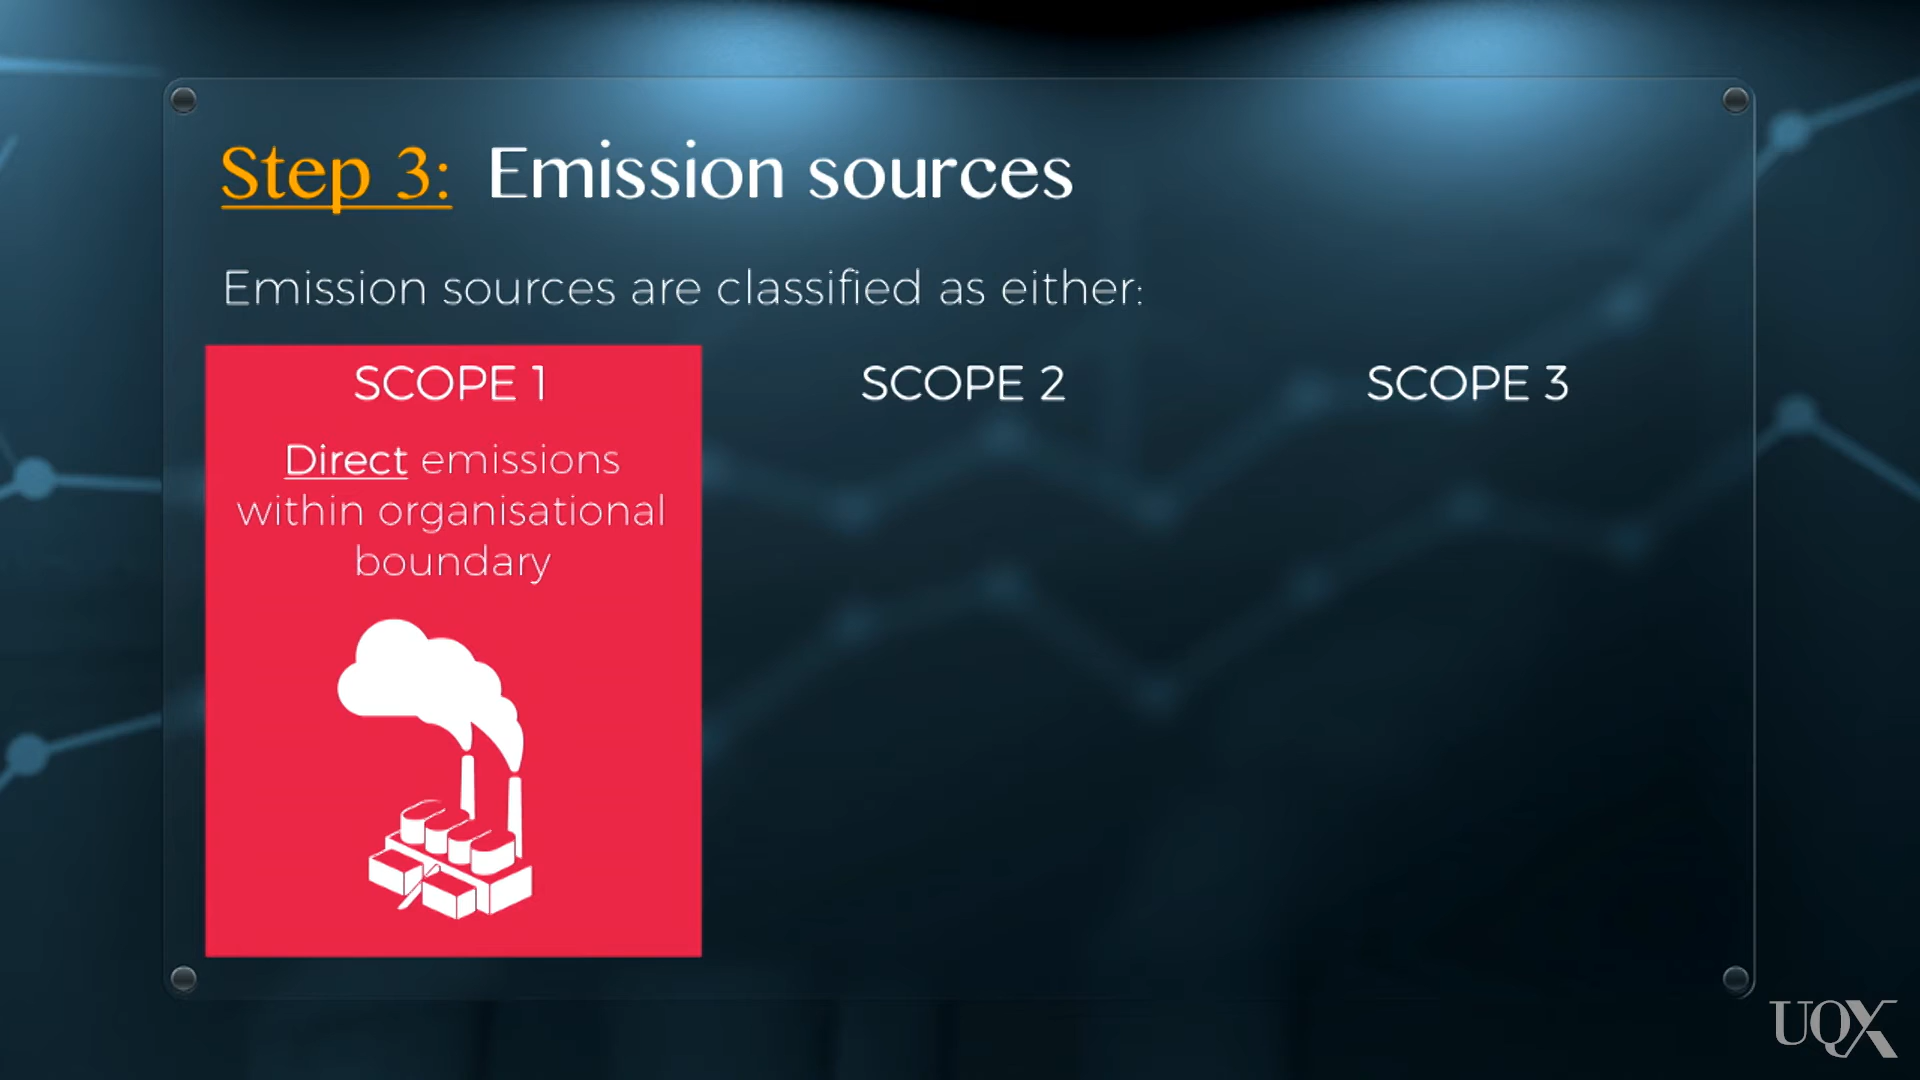 Step 3: Emission sources
Emission sources are classified as either:
SCOPE 1
Direct emissions
within organisational
boundary
SCOPE 2
SCOPE 3
UQX